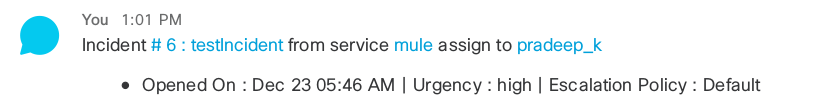 You 1:01 PM
Incident # 6 : testIncident from service mule assign to pradeep_k
• Opened On : Dec 23 05:46 AM | Urgency : high | Escalation Policy : Default